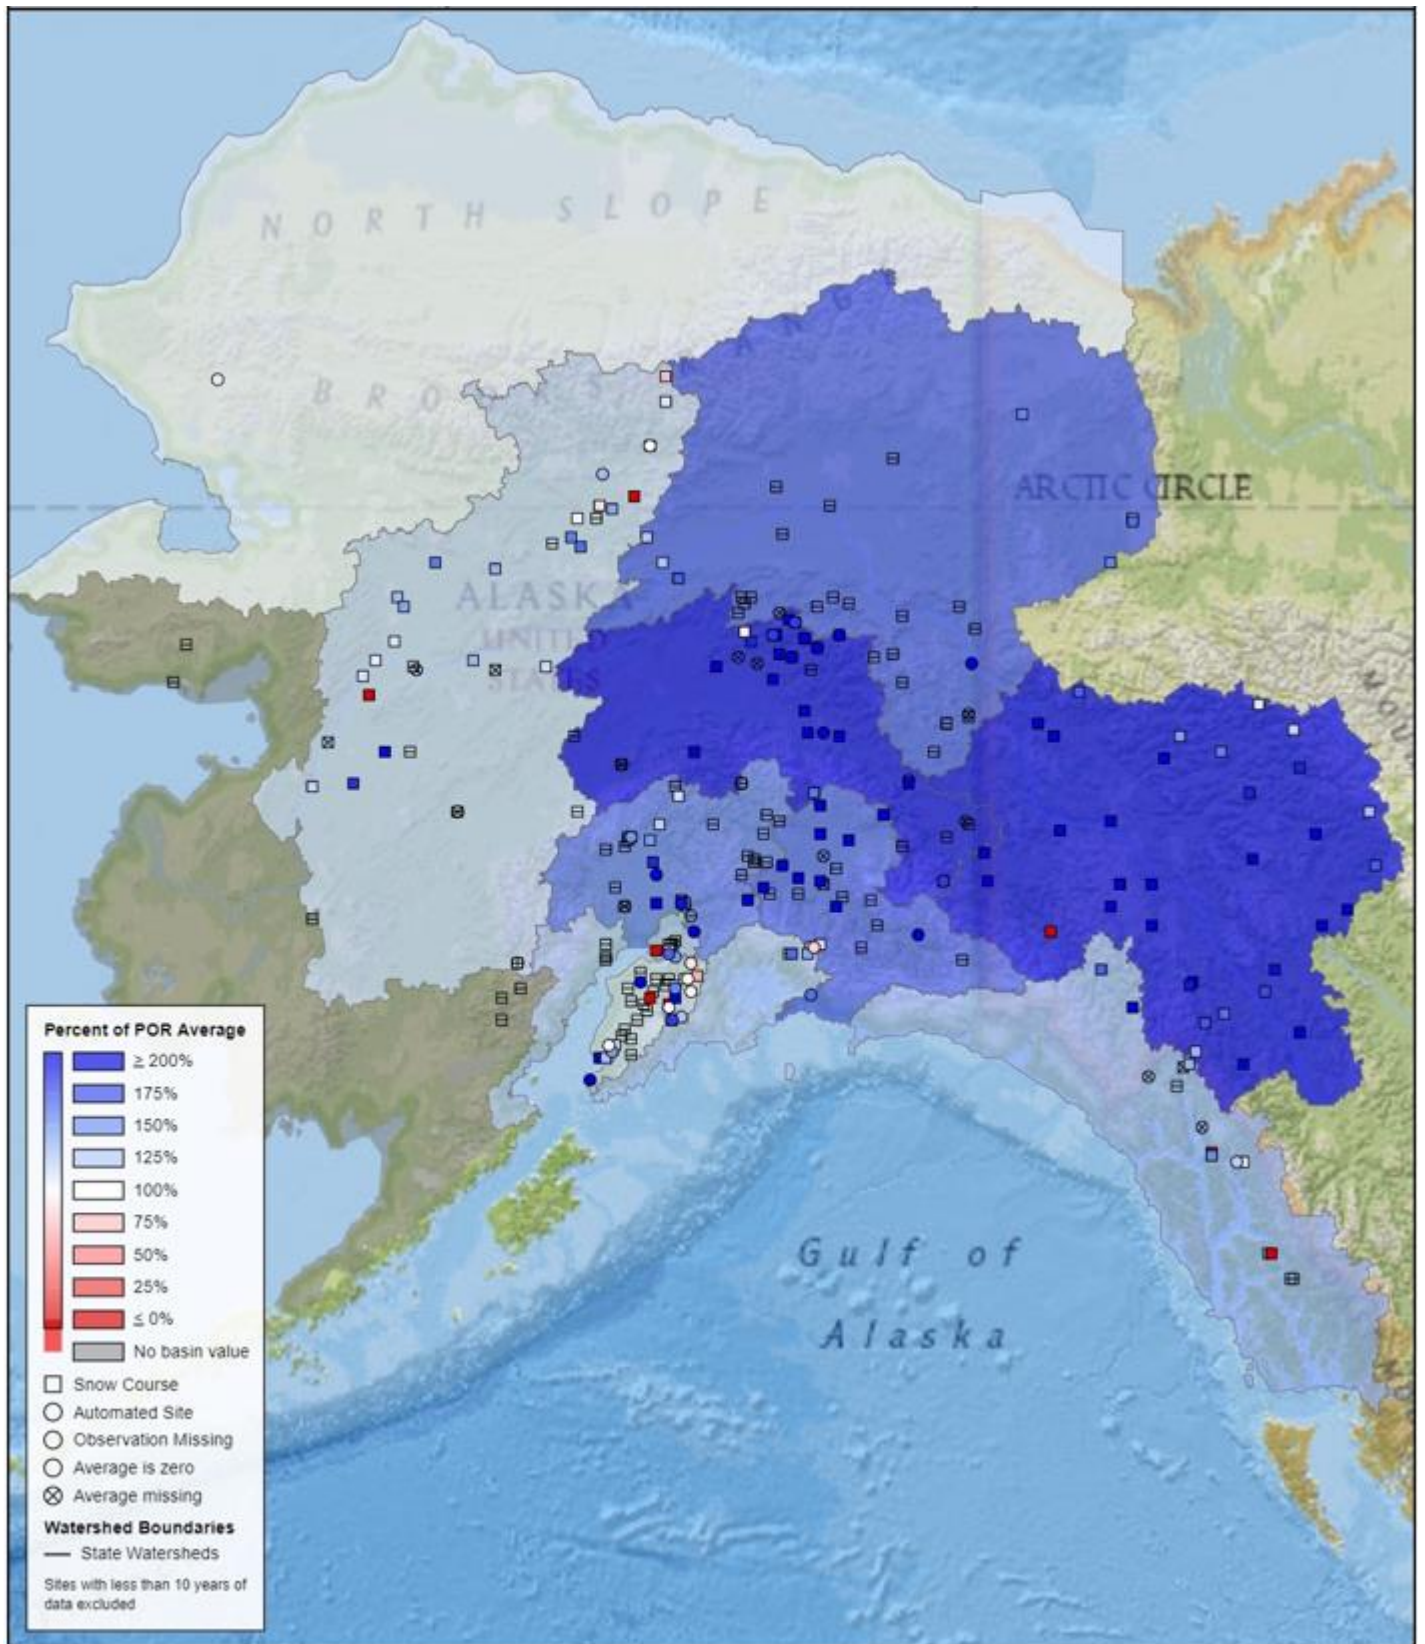 NORTH SLOPE
BROOKS
RANGE
ARCTIC CIRCLE
ALASKA
UNITED
STATES
Gulf of
Alaska
Percent of POR Average
≥ 200%
175%
150%
125%
100%
75%
50%
25%
≤ 0%
No basin value
Snow Course
Automated Site
Observation Missing
Average is zero
Average missing
Watershed Boundaries
State Watersheds
Sites with less than 10 years of
data excluded